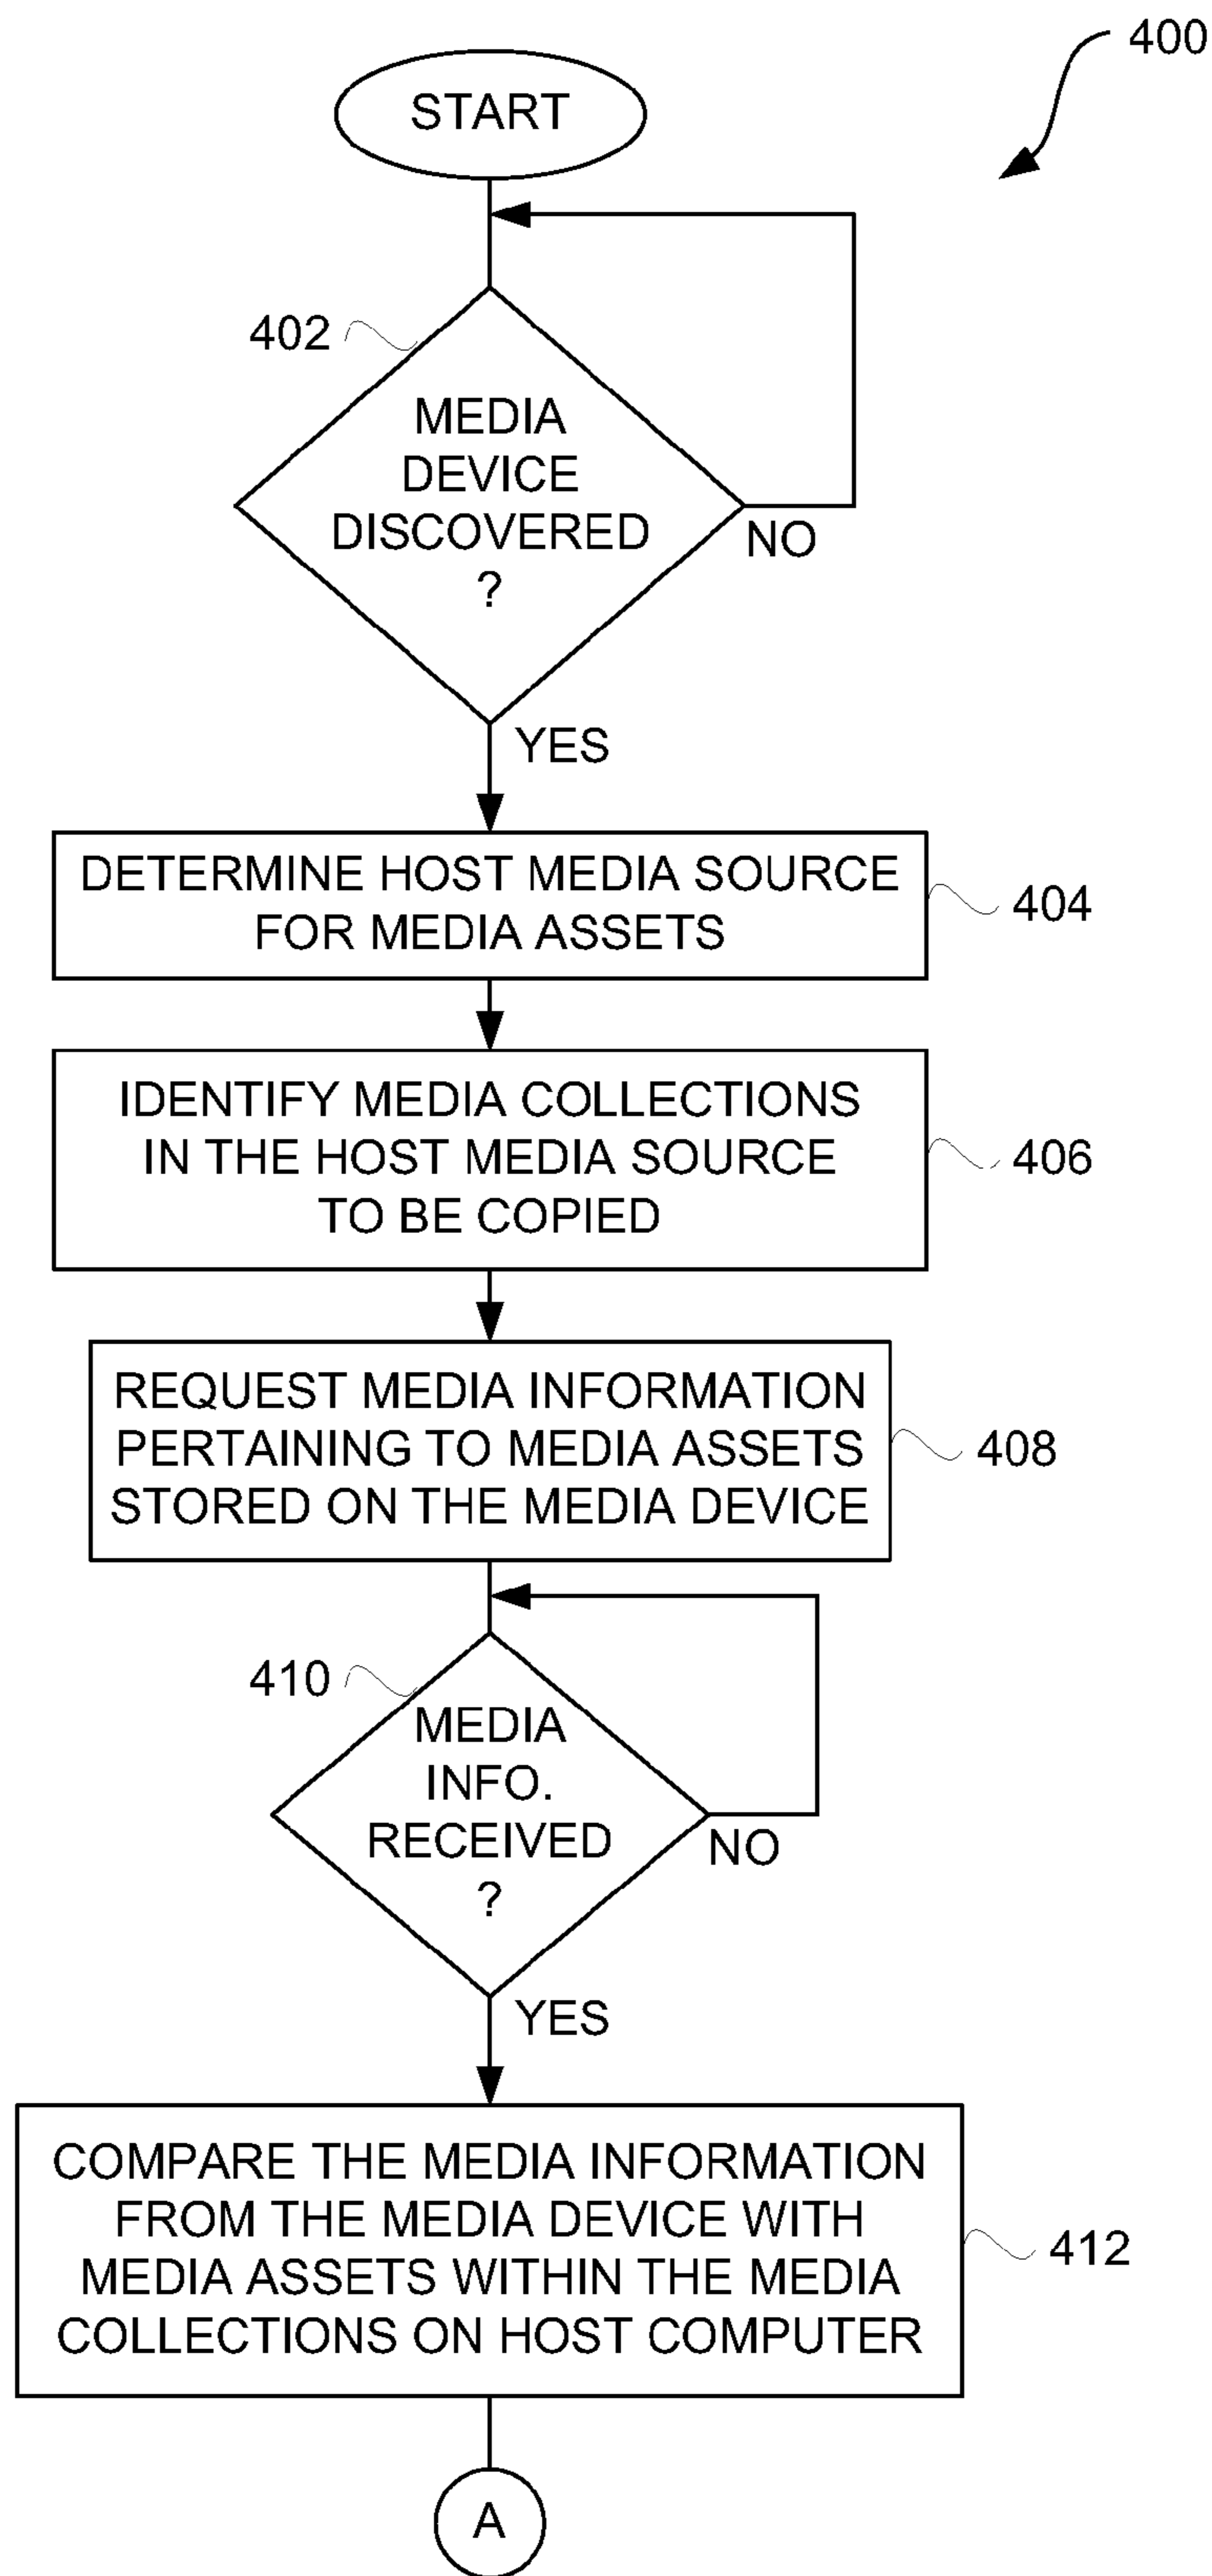 400
START
402
MEDIA
DEVICE
DISCOVERED
?
NO
YES
DETERMINE HOST MEDIA SOURCE
FOR MEDIA ASSETS
404
IDENTIFY MEDIA COLLECTIONS
IN THE HOST MEDIA SOURCE
TO BE COPIED
406
REQUEST MEDIA INFORMATION
PERTAINING TO MEDIA ASSETS
STORED ON THE MEDIA DEVICE
408
410
MEDIA
INFO.
RECEIVED
?
NO
YES
COMPARE THE MEDIA INFORMATION
FROM THE MEDIA DEVICE WITH
MEDIA ASSETS WITHIN THE MEDIA
COLLECTIONS ON HOST COMPUTER
412
A